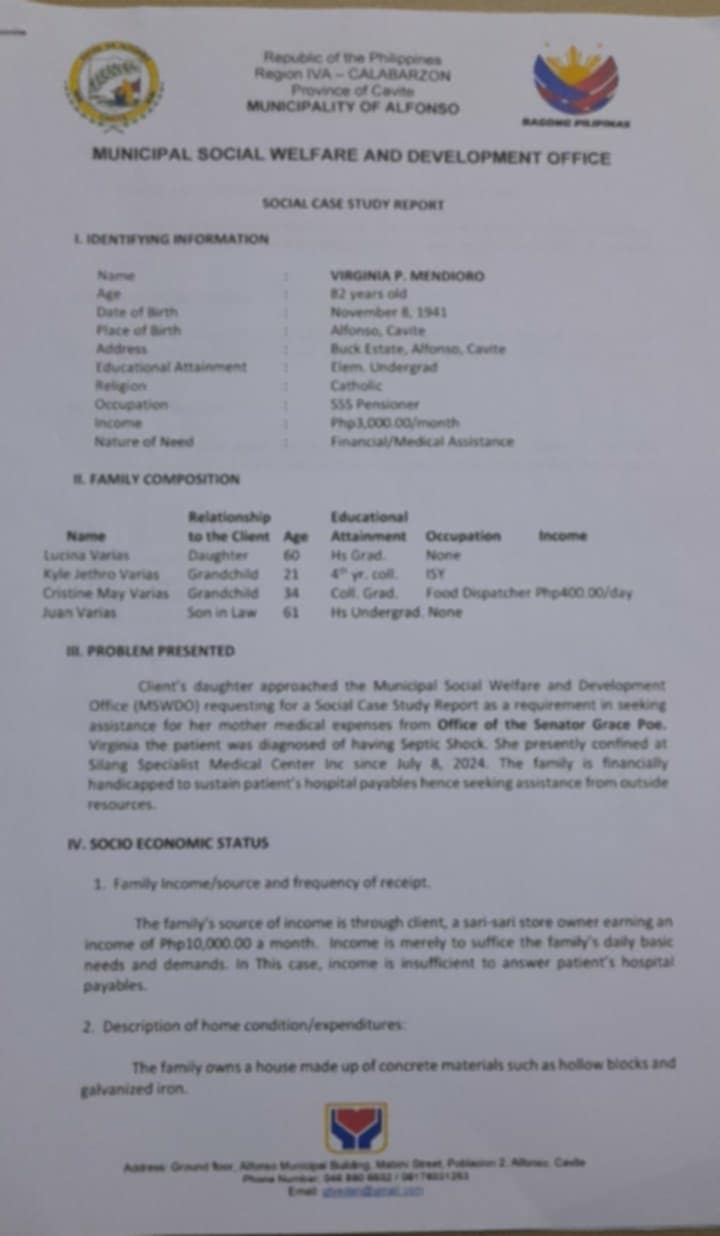 Republic of the Philippines
Region IVA – CALABARZON
Province of Cavite
MUNICIPALITY OF ALFONSO
BAGONG PILIPINAS
MUNICIPAL SOCIAL WELFARE AND DEVELOPMENT OFFICE
SOCIAL CASE STUDY REPORT
I. IDENTIFYING INFORMATION
Name : VIRGINIA P. MENDIORO
Age : 82 years old
Date of Birth : November 8, 1941
Place of Birth : Alfonso, Cavite
Address : Buck Estate, Alfonso, Cavite
Educational Attainment : Elem. Undergrad
Religion : Catholic
Occupation : SSS Pensioner
Income : Php3,000.00/month
Nature of Need : Financial/Medical Assistance
II. FAMILY COMPOSITION
Relationship Educational
Name to the Client Age Attainment Occupation Income
Lucina Varias Daughter 60 Hs Grad. None
Kyle Jethro Varias Grandchild 21 4th yr. coll. ISY
Cristine May Varias Grandchild 34 Coll. Grad. Food Dispatcher Php400.00/day
Juan Varias Son in Law 61 Hs Undergrad. None
III. PROBLEM PRESENTED
Client's daughter approached the Municipal Social Welfare and Development
Office (MSWDO) requesting for a Social Case Study Report as a requirement in seeking
assistance for her mother medical expenses from Office of the Senator Grace Poe.
Virginia the patient was diagnosed of having Septic Shock. She presently confined at
Silang Specialist Medical Center Inc since July 8, 2024. The family is financially
handicapped to sustain patient's hospital payables hence seeking assistance from outside
resources.
IV. SOCIO ECONOMIC STATUS
1. Family Income/source and frequency of receipt.
The family's source of income is through client, a sari-sari store owner earning an
income of Php10,000.00 a month. Income is merely to suffice the family's daily basic
needs and demands. In This case, income is insufficient to answer patient's hospital
payables.
2. Description of home condition/expenditures:
The family owns a house made up of concrete materials such as hollow blocks and
galvanized iron.
Address: Ground floor, Alfonso Municipal Building, Mabini Street, Poblacion 2, Alfonso, Cavite
Phone Number:
Email: